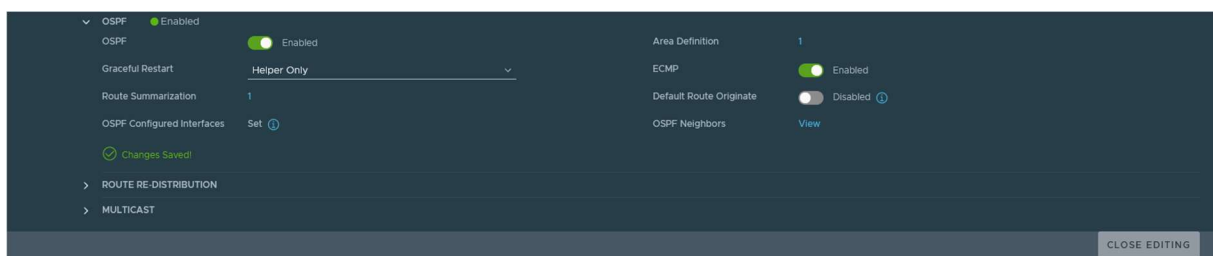 OSPF Enabled
OSPF Enabled Area Definition 1
Graceful Restart Helper Only ECMP Enabled
Route Summarization 1 Default Route Originate Disabled
OSPF Configured Interfaces Set OSPF Neighbors View
Changes Saved!
ROUTE RE-DISTRIBUTION
MULTICAST
CLOSE EDITING